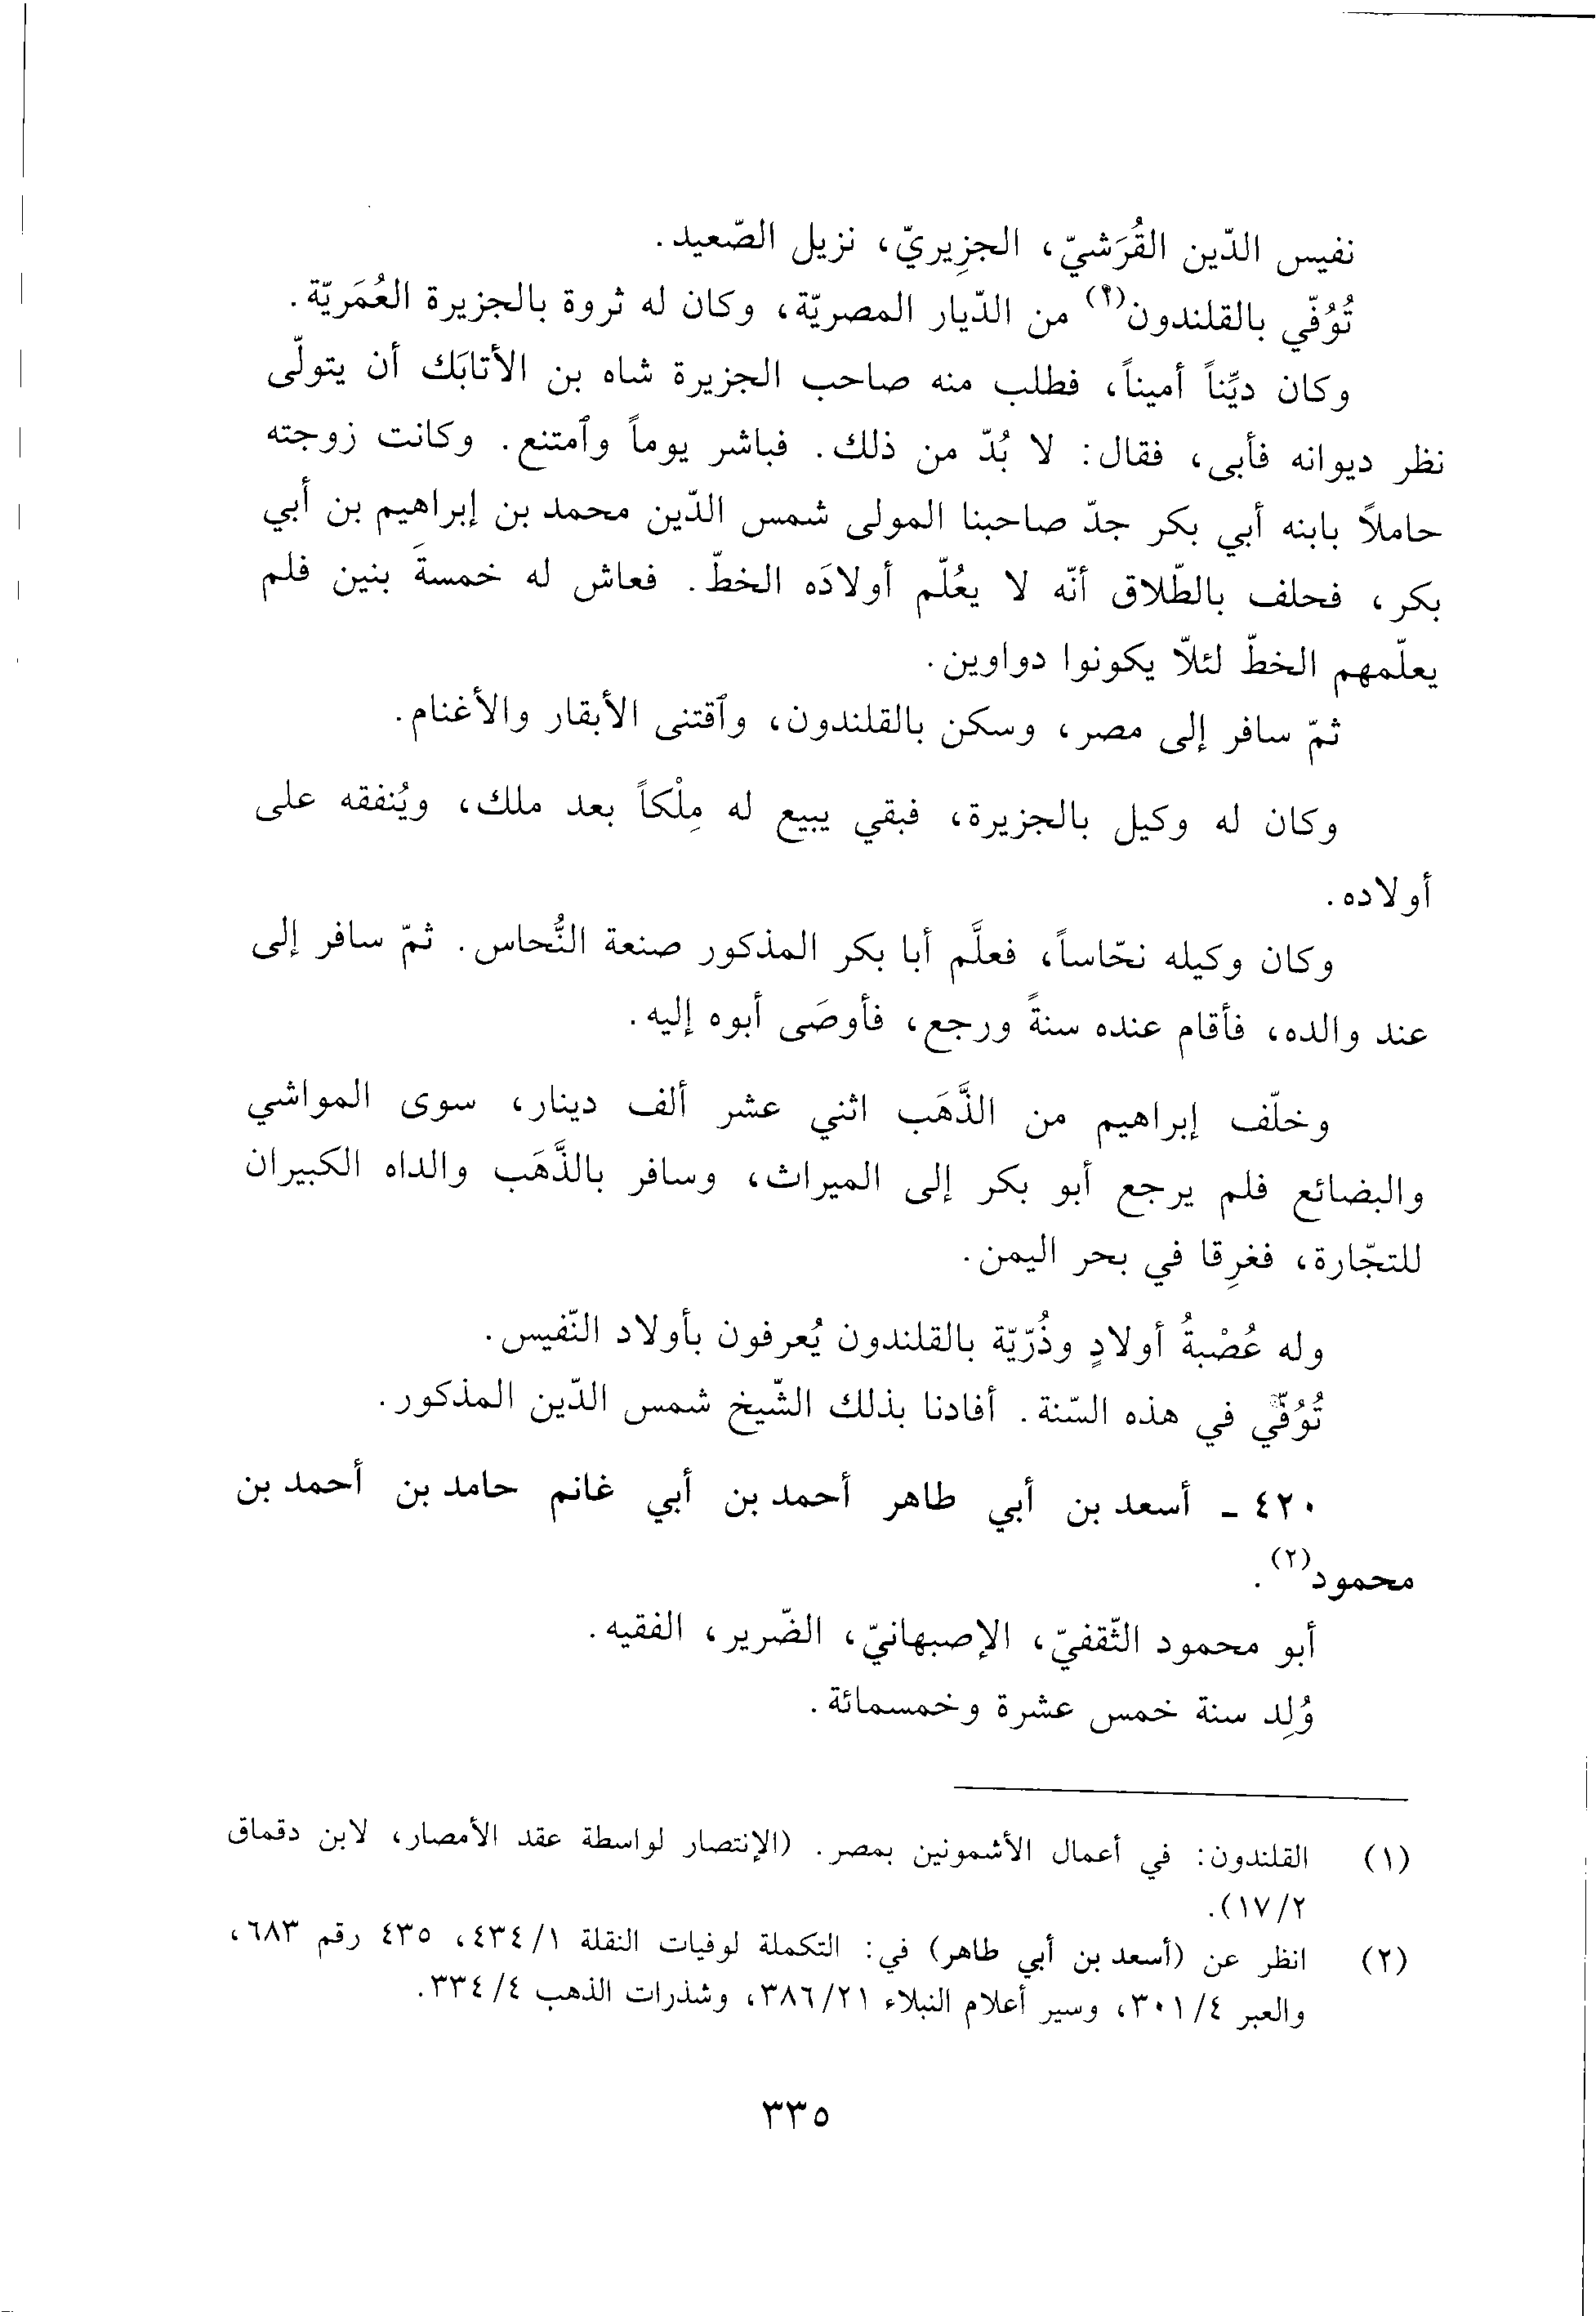 نفيس الدّين القُرَشيّ، الجزِيريّ، نزيل الصّعيد.
تُوُفّي بالقلندون(١) من الدّيار المصريّة، وكان له ثروة بالجزيرة العُمَريّة.
وكان ديِّناً أميناً، فطلب منه صاحب الجزيرة شاه بن الأتابَك أن يتولّى
نظر ديوانه فأبى، فقال: لا بُدّ من ذلك. فباشر يوماً وٱمتنع. وكانت زوجته
حاملاً بابنه أبي بكر جدّ صاحبنا المولى شمس الدّين محمد بن إبراهيم بن أبي
بكر، فحلف بالطّلاق أنّه لا يعُلّم أولادَه الخطّ. فعاش له خمسةَ بنين فلم
يعلّمهم الخطّ لئلاّ يكونوا دواوين.
ثمّ سافر إلى مصر، وسكن بالقلندون، وٱقتنى الأبقار والأغنام.
وكان له وكيل بالجزيرة، فبقي يبيع له مِلْكاً بعد ملك، ويُنفقه على
أولاده.
وكان وكيله نحّاساً، فعلَّم أبا بكر المذكور صنعة النُّحاس. ثمّ سافر إلى
عند والده، فأقام عنده سنةً ورجع، فأوصَى أبوه إليه.
وخلّف إبراهيم من الذَّهَب اثني عشر ألف دينار، سوى المواشي
والبضائع فلم يرجع أبو بكر إلى الميراث، وسافر بالذَّهَب والداه الكبيران
للتجّارة، فغرِقا في بحر اليمن.
وله عُصْبةُ أولادٍ وذُرّيّة بالقلندون يُعرفون بأولاد النّفيس.
تُوُفّي في هذه السّنة. أفادنا بذلك الشّيخ شمس الدّين المذكور.
٤٢٠ ـ أسعد بن أبي طاهر أحمد بن أبي غانم حامد بن أحمد بن
محمود(٢).
أبو محمود الثّقفيّ، الإصبهانيّ، الضّرير، الفقيه.
وُلِد سنة خمس عشرة وخمسمائة.
(١) القلندون: في أعمال الأشمونين بمصر. (الإنتصار لواسطة عقد الأمصار، لابن دقماق
٢/ ١٧).
(٢) انظر عن (أسعد بن أبي طاهر) في: التكملة لوفيات النقلة ١/ ٤٣٤، ٤٣٥ رقم ٦٨٣،
والعبر ٤/ ٣٠١، وسير أعلام النبلاء ٢١/ ٣٨٦، وشذرات الذهب ٤/ ٣٣٤.
٣٣٥